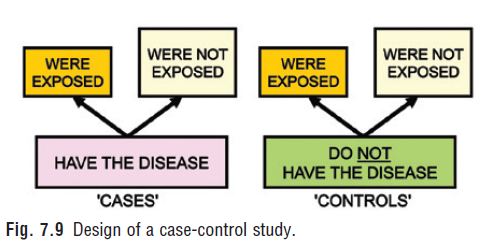 WERE
EXPOSED
WERE NOT
EXPOSED
WERE
EXPOSED
WERE NOT
EXPOSED
HAVE THE DISEASE
DO NOT
HAVE THE DISEASE
'CASES'
'CONTROLS'
Fig. 7.9 Design of a case-control study.